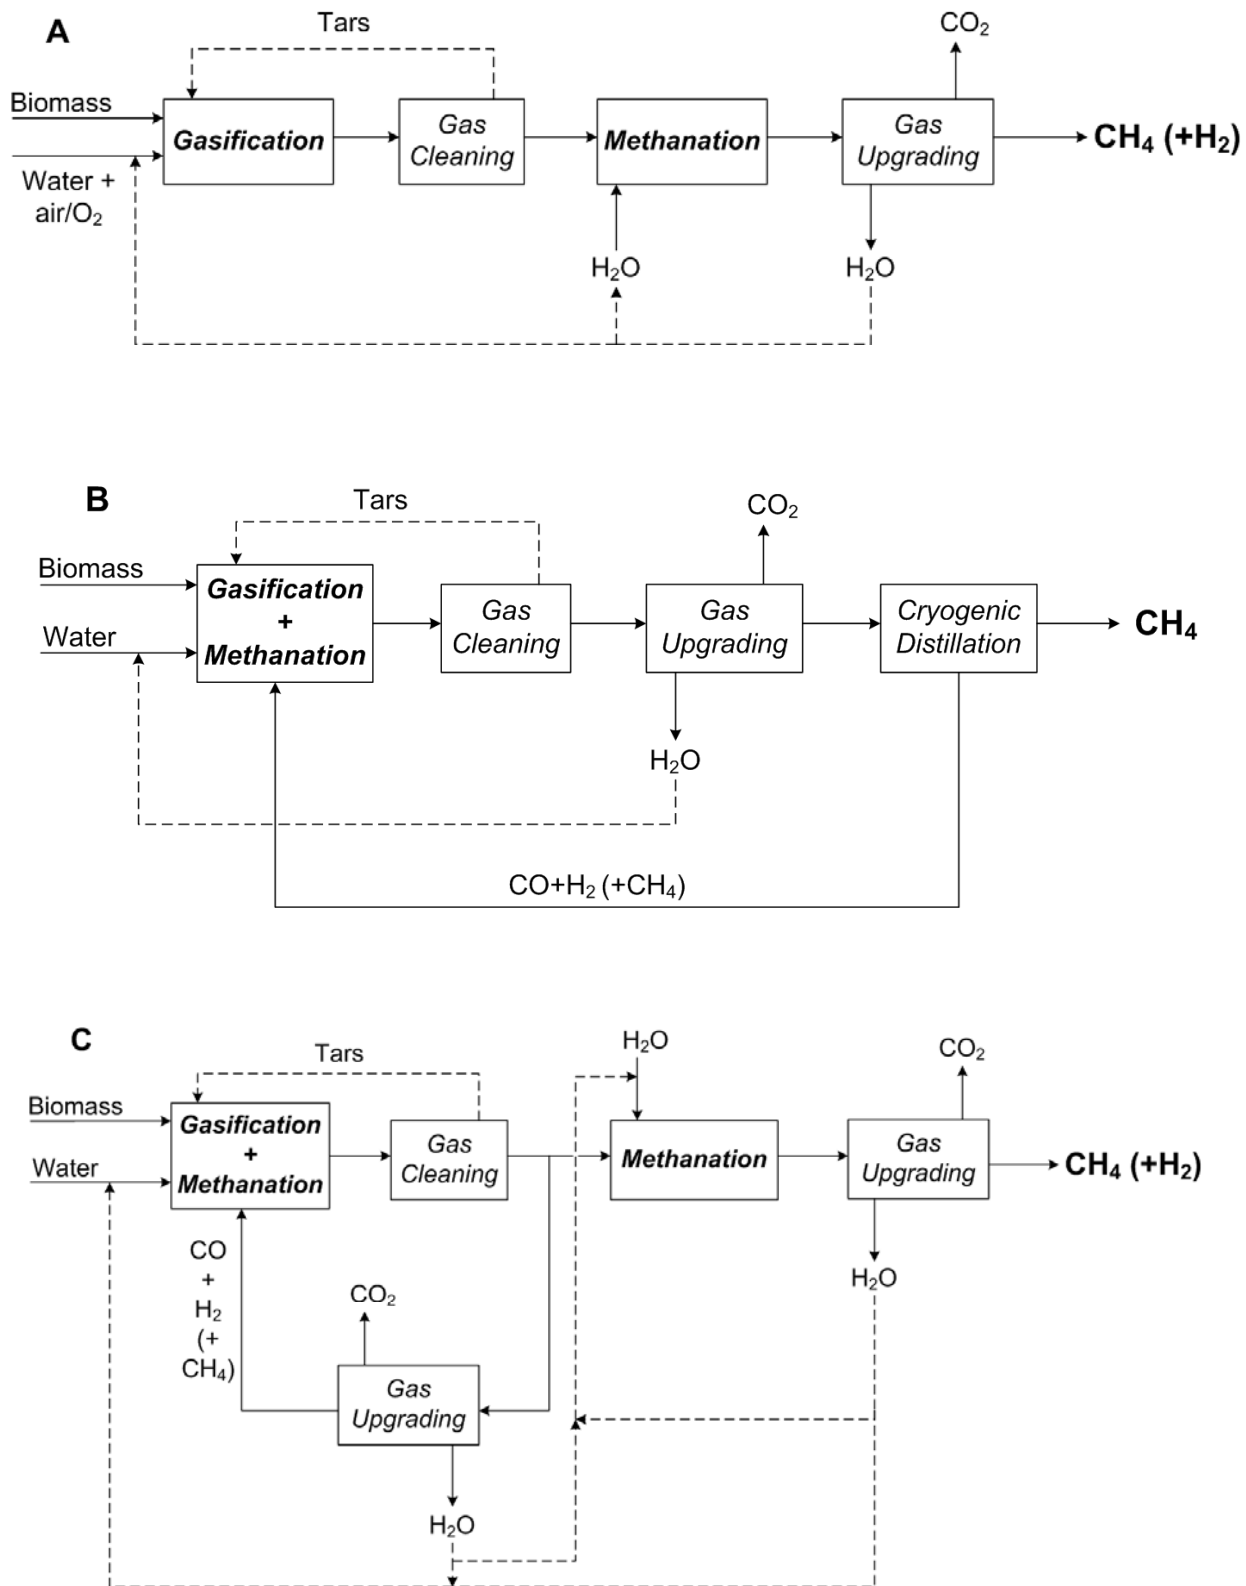 A
Tars
CO2
Biomass
Gasification
Gas
Cleaning
Methanation
Gas
Upgrading
CH4 (+H2)
Water +
air/O2
H2O
H2O
B
Tars
CO2
Biomass
Gasification
+
Methanation
Gas
Cleaning
Gas
Upgrading
Cryogenic
Distillation
CH4
Water
H2O
CO+H2 (+CH4)
C
Tars
H2O
CO2
Biomass
Gasification
+
Methanation
Gas
Cleaning
Methanation
Gas
Upgrading
CH4 (+H2)
Water
CO
+
H2
(+
CH4)
CO2
H2O
Gas
Upgrading
H2O